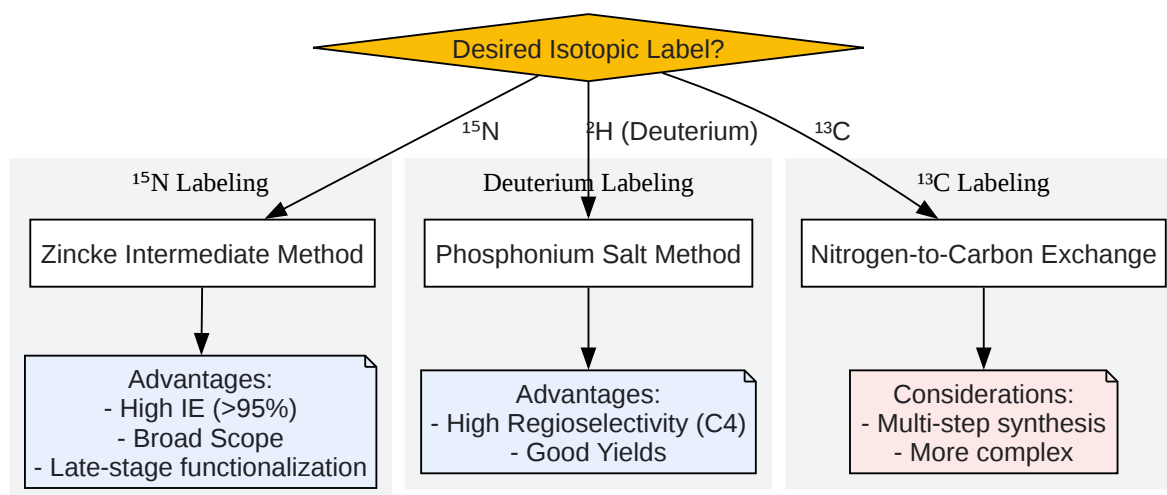 Desired Isotopic Label?
¹⁵N
²H (Deuterium)
¹³C
¹⁵N Labeling
Deuterium Labeling
¹³C Labeling
Zincke Intermediate Method
Phosphonium Salt Method
Nitrogen-to-Carbon Exchange
Advantages:
- High IE (>95%)
- Broad Scope
- Late-stage functionalization
Advantages:
- High Regioselectivity (C4)
- Good Yields
Considerations:
- Multi-step synthesis
- More complex